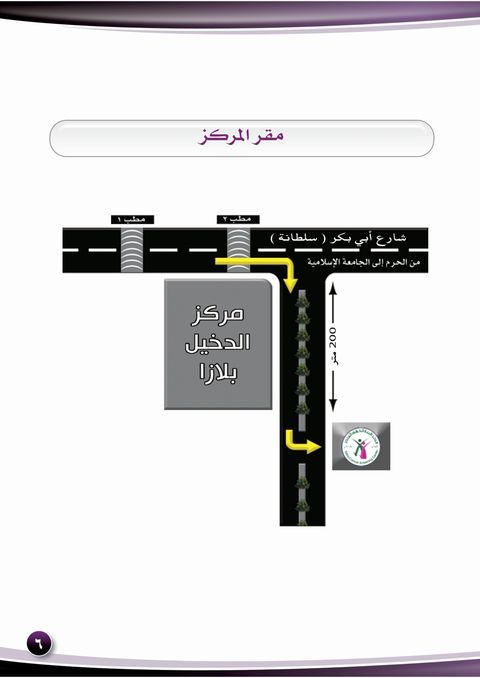 مقر المركز
مطب ٢
مطب ١
شارع أبي بكر ( سلطانة )
من الحرم إلى الجامعة الإسلامية
مركز
الدخيل
بلازا
200 متر
٦